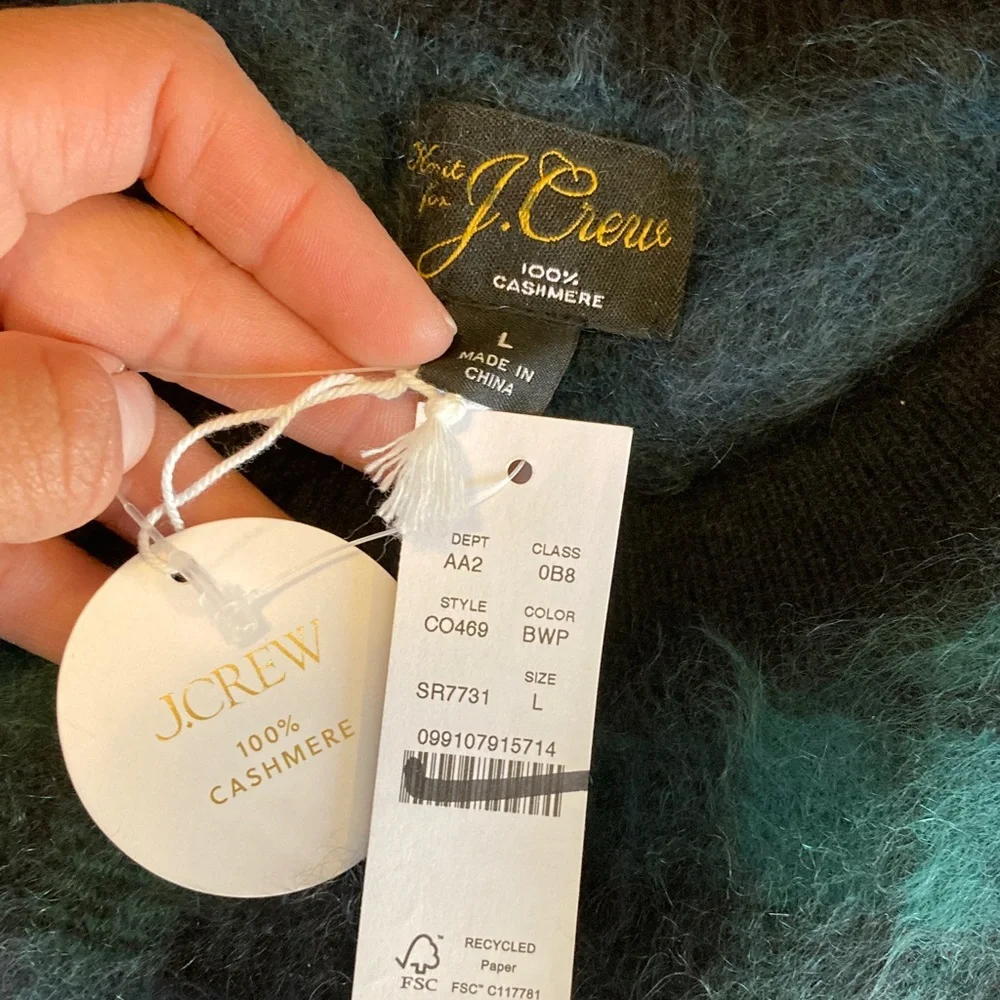 Knit
for
J.Crew
100%
CASHMERE
L
MADE IN
CHINA
DEPT
AA2
CLASS
0B8
STYLE
CO469
COLOR
BWP
SR7731
SIZE
L
099107915714
J.CREW
100%
CASHMERE
FSC
RECYCLED
Paper
FSC™ C117781